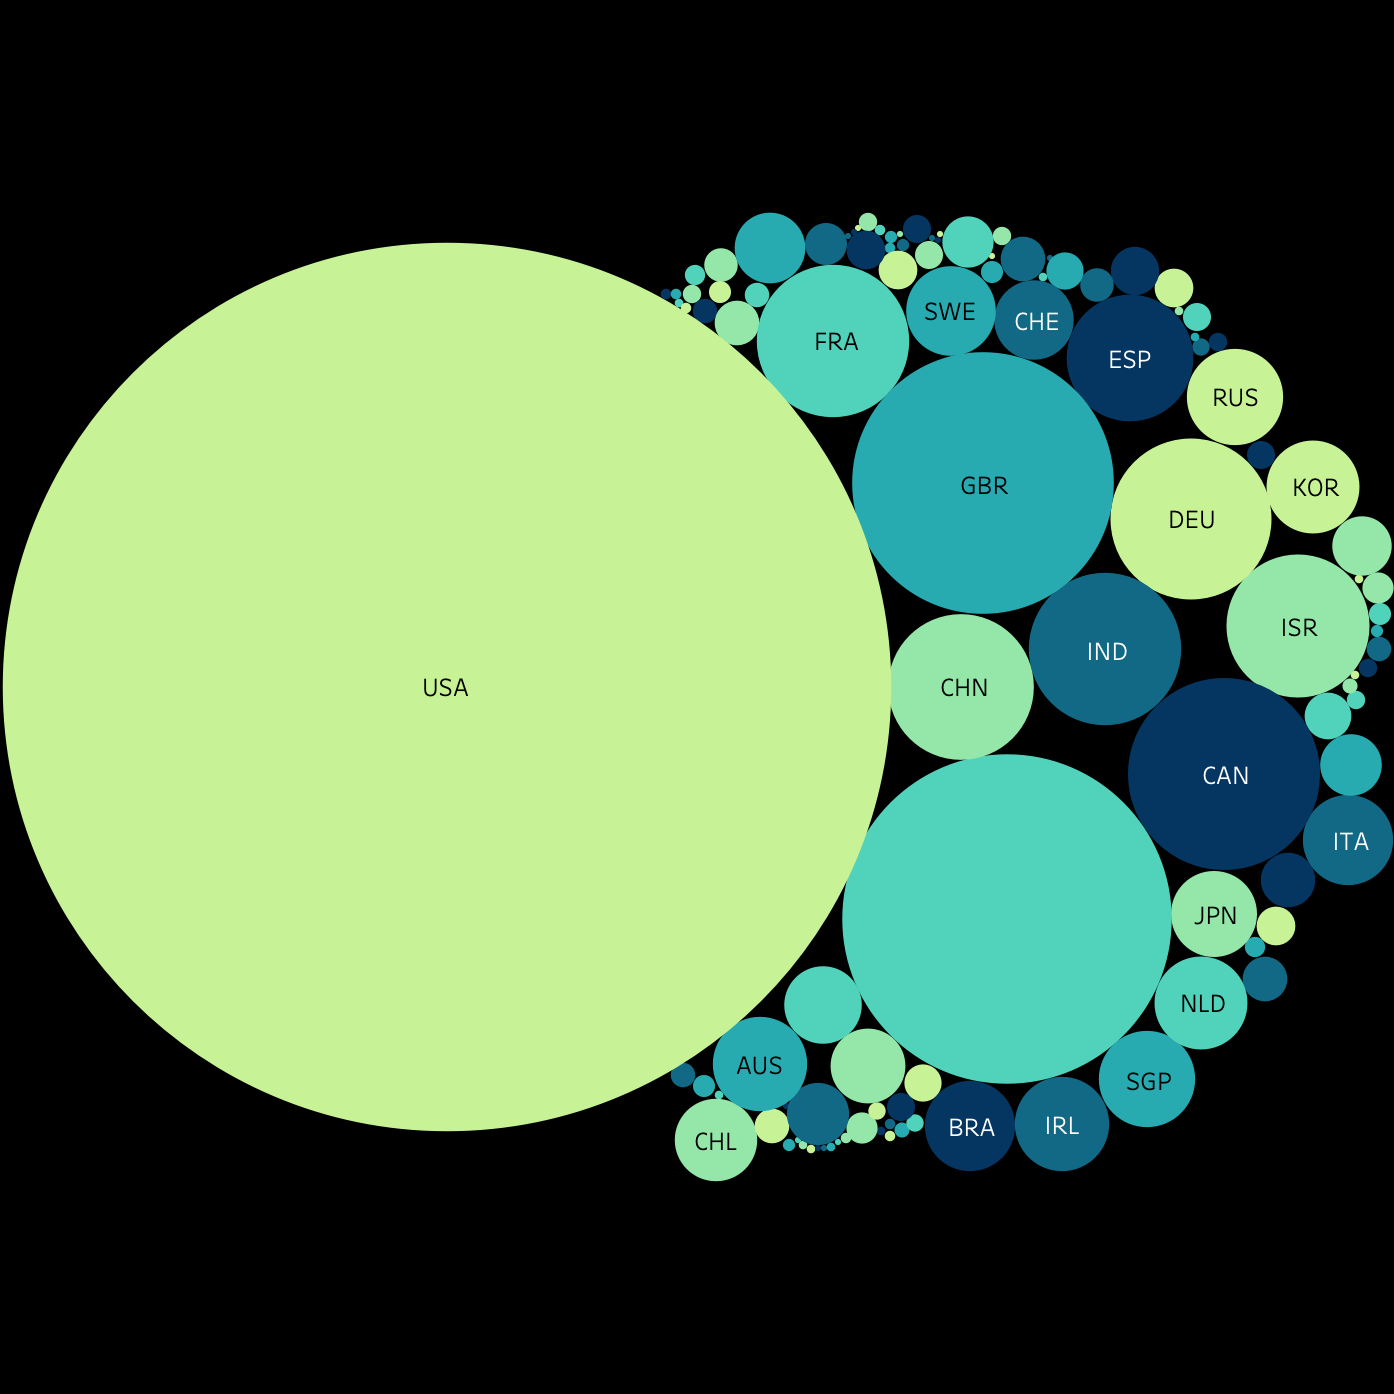 SWE
CHE
FRA
ESP
RUS
GBR
KOR
DEU
ISR
IND
USA
CHN
CAN
ITA
JPN
NLD
AUS
SGP
BRA
IRL
CHL